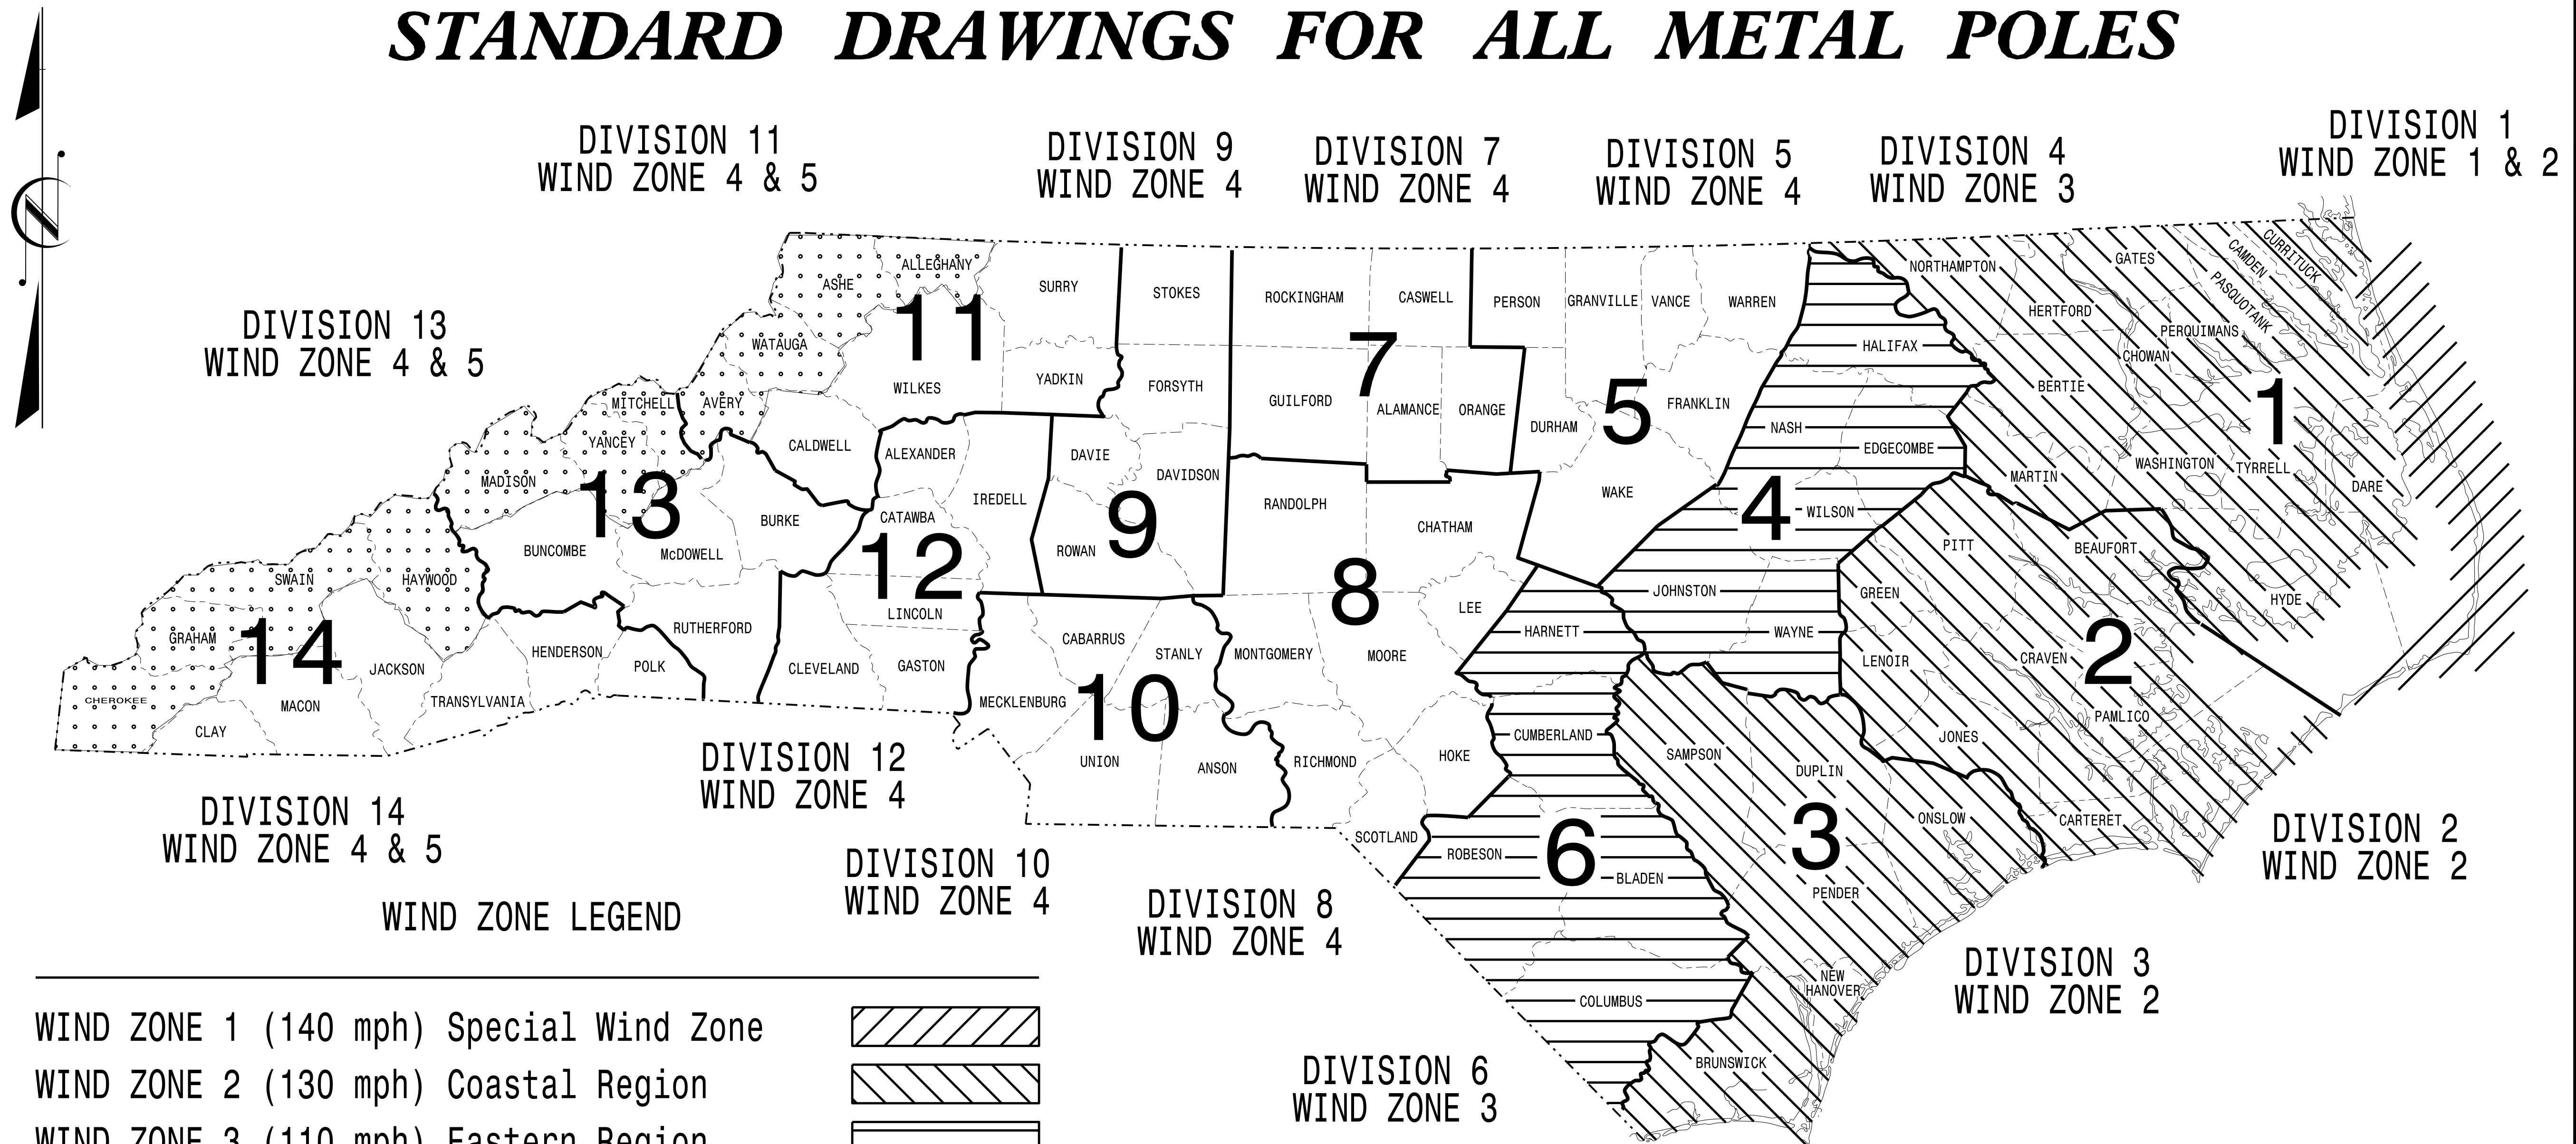 STANDARD DRAWINGS FOR ALL METAL POLES
DIVISION 11
WIND ZONE 4 & 5
DIVISION 9
WIND ZONE 4
DIVISION 7
WIND ZONE 4
DIVISION 5
WIND ZONE 4
DIVISION 4
WIND ZONE 3
DIVISION 1
WIND ZONE 1 & 2
DIVISION 13
WIND ZONE 4 & 5
N
ASHE
ALLEGHANY
SURRY
STOKES
ROCKINGHAM
CASWELL
PERSON
GRANVILLE
VANCE
WARREN
NORTHAMPTON
GATES
CAMDEN
CURRITUCK
PASQUOTANK
HERTFORD
PERQUIMANS
CHOWAN
HALIFAX
BERTIE
11
WATAUGA
WILKES
YADKIN
FORSYTH
7
GUILFORD
ALAMANCE
ORANGE
DURHAM
5
FRANKLIN
NASH
EDGECOMBE
MARTIN
WASHINGTON
TYRRELL
1
DARE
MITCHELL
AVERY
YANCEY
CALDWELL
ALEXANDER
DAVIE
DAVIDSON
MADISON
13
BURKE
CATAWBA
IREDELL
ROWAN
9
RANDOLPH
CHATHAM
WAKE
4
WILSON
PITT
BEAUFORT
HYDE
BUNCOMBE
McDOWELL
12
LINCOLN
SWAIN
HAYWOOD
8
LEE
HARNETT
JOHNSTON
WAYNE
GREEN
LENOIR
CRAVEN
2
PAMLICO
JONES
GRAHAM
14
JACKSON
HENDERSON
POLK
RUTHERFORD
CLEVELAND
GASTON
CABARRUS
STANLY
MONTGOMERY
MOORE
CHEROKEE
MACON
CLAY
TRANSYLVANIA
MECKLENBURG
10
UNION
ANSON
RICHMOND
HOKE
CUMBERLAND
SAMPSON
DUPLIN
SCOTLAND
ROBESON
6
BLADEN
3
PENDER
ONSLOW
CARTERET
COLUMBUS
NEW
HANOVER
BRUNSWICK
DIVISION 12
WIND ZONE 4
DIVISION 14
WIND ZONE 4 & 5
DIVISION 10
WIND ZONE 4
DIVISION 8
WIND ZONE 4
DIVISION 2
WIND ZONE 2
DIVISION 3
WIND ZONE 2
DIVISION 6
WIND ZONE 3
WIND ZONE LEGEND
WIND ZONE 1 (140 mph) Special Wind Zone
WIND ZONE 2 (130 mph) Coastal Region
WIND ZONE 3 (110 mph) Eastern Region